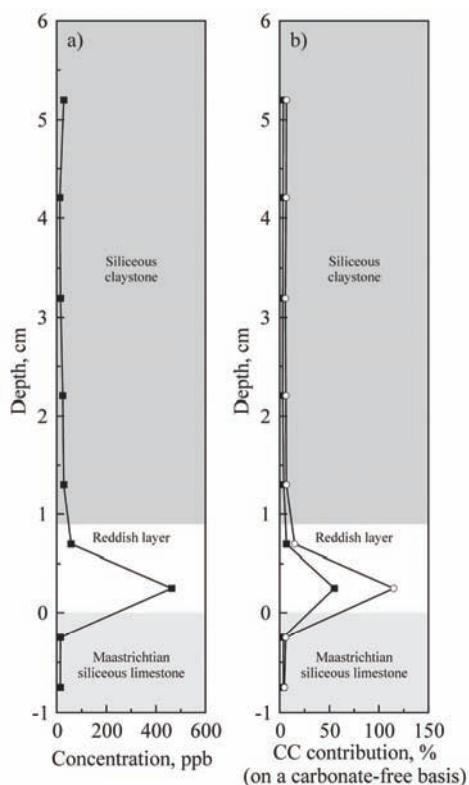 a)
6
5
4
3
2
1
0
-1
Depth, cm
Siliceous
claystone
Reddish layer
Maastrichtian
siliceous limestone
0 200 400 600
Concentration, ppb
b)
6
5
4
3
2
1
0
-1
Depth, cm
Siliceous
claystone
Reddish layer
Maastrichtian
siliceous limestone
0 50 100 150
CC contribution, %
(on a carbonate-free basis)